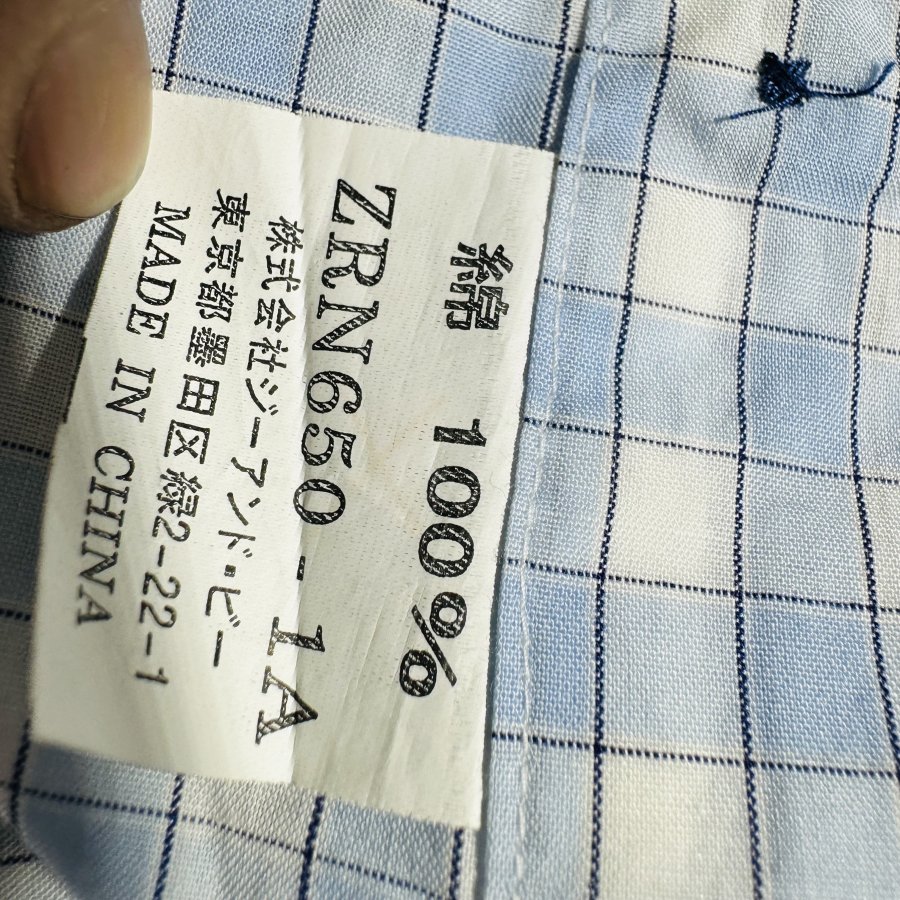 綿 100%
ZRN650-1A
株式会社ジーアンド・ビー
東京都墨田区緑2-22-1
MADE IN CHINA